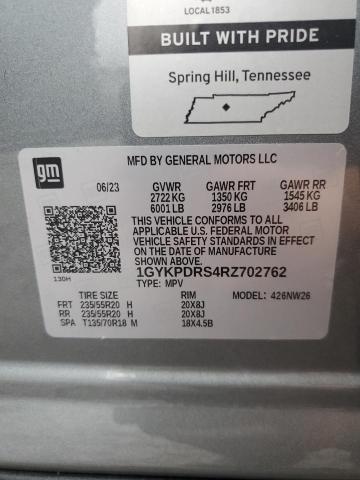 LOCAL 1853
BUILT WITH PRIDE
Spring Hill, Tennessee
gm
MFD BY GENERAL MOTORS LLC
06/23 GVWR GAWR FRT GAWR RR
2722 KG 1350 KG 1545 KG
6001 LB 2976 LB 3406 LB
THIS VEHICLE CONFORMS TO ALL
APPLICABLE U.S. FEDERAL MOTOR
VEHICLE SAFETY STANDARDS IN
EFFECT ON THE DATE OF MANUFACTURE
SHOWN ABOVE.
1GYKPDRS4RZ702762
130H TYPE: MPV
TIRE SIZE RIM MODEL: 426NW26
FRT 235/55R20 H 20X8J
RR 235/55R20 H 20X8J
SPA T135/70R18 M 18X4.5B